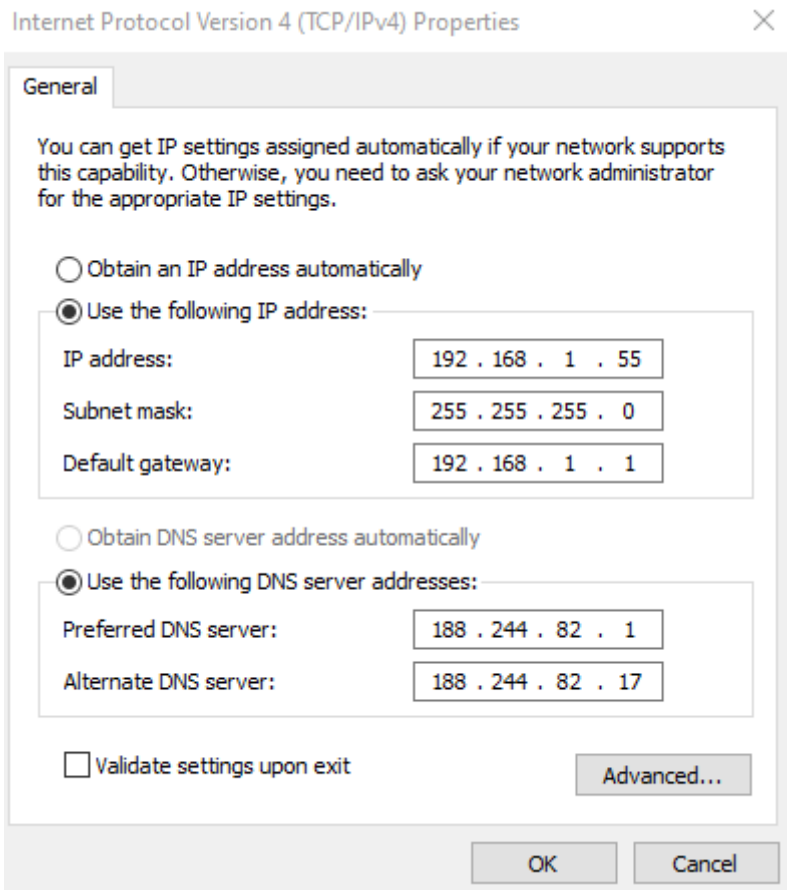 Internet Protocol Version 4 (TCP/IPv4) Properties
General
You can get IP settings assigned automatically if your network supports
this capability. Otherwise, you need to ask your network administrator
for the appropriate IP settings.
Obtain an IP address automatically
Use the following IP address:
IP address: 192 . 168 . 1 . 55
Subnet mask: 255 . 255 . 255 . 0
Default gateway: 192 . 168 . 1 . 1
Obtain DNS server address automatically
Use the following DNS server addresses:
Preferred DNS server: 188 . 244 . 82 . 1
Alternate DNS server: 188 . 244 . 82 . 17
Validate settings upon exit
Advanced...
OK Cancel